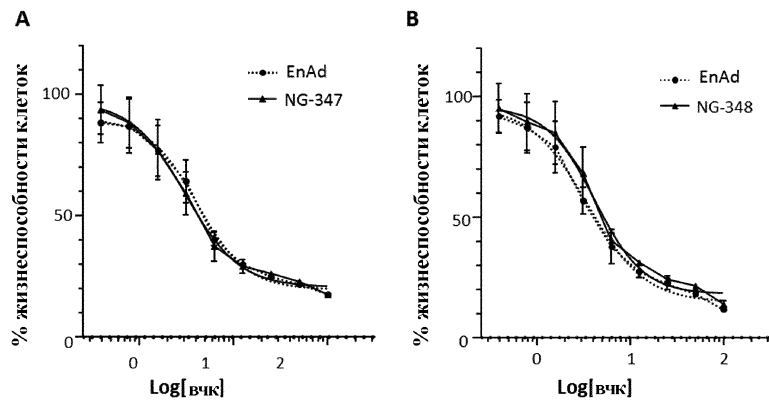 A
% жизнеспособности клеток
100
50
0
EnAd
NG-347
0 1 2
Log[вчк]
B
% жизнеспособности клеток
100
50
0
EnAd
NG-348
0 1 2
Log[вчк]